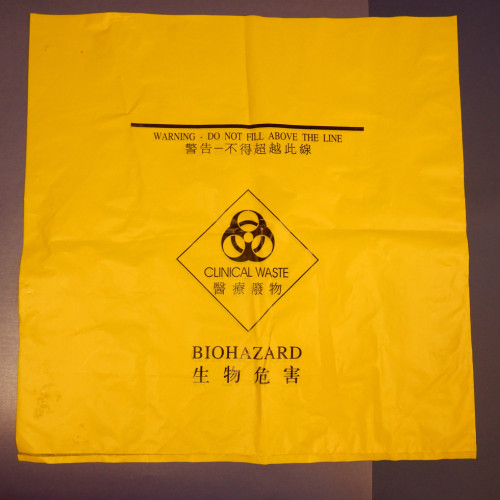 WARNING - DO NOT FILL ABOVE THE LINE
警告－不得超越此線
CLINICAL WASTE
醫療廢物
BIOHAZARD
生物危害